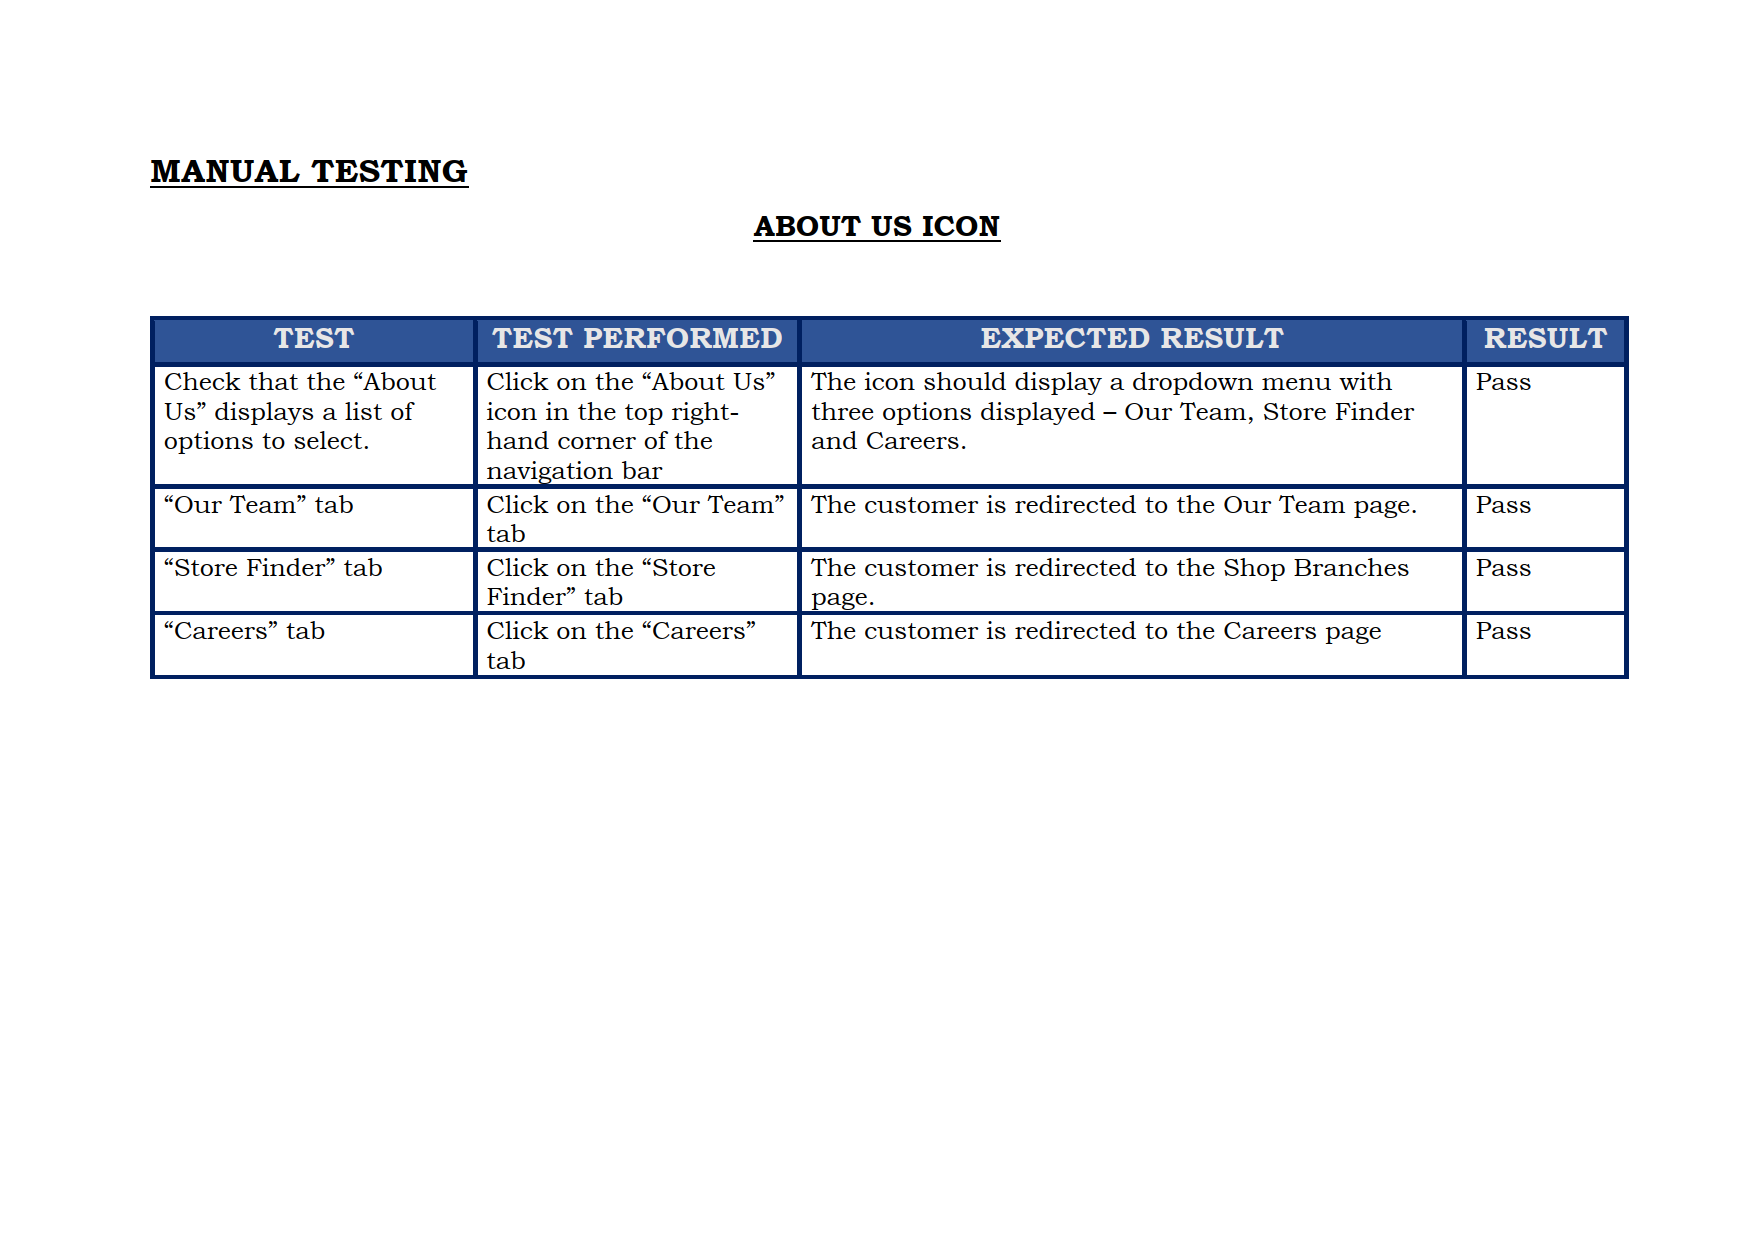 MANUAL TESTING
ABOUT US ICON
TEST
TEST PERFORMED
EXPECTED RESULT
RESULT
Check that the “About
Us” displays a list of
options to select.
Click on the “About Us”
icon in the top right-
hand corner of the
navigation bar
The icon should display a dropdown menu with
three options displayed – Our Team, Store Finder
and Careers.
Pass
“Our Team” tab
Click on the “Our Team”
tab
The customer is redirected to the Our Team page.
Pass
“Store Finder” tab
Click on the “Store
Finder” tab
The customer is redirected to the Shop Branches
page.
Pass
“Careers” tab
Click on the “Careers”
tab
The customer is redirected to the Careers page
Pass